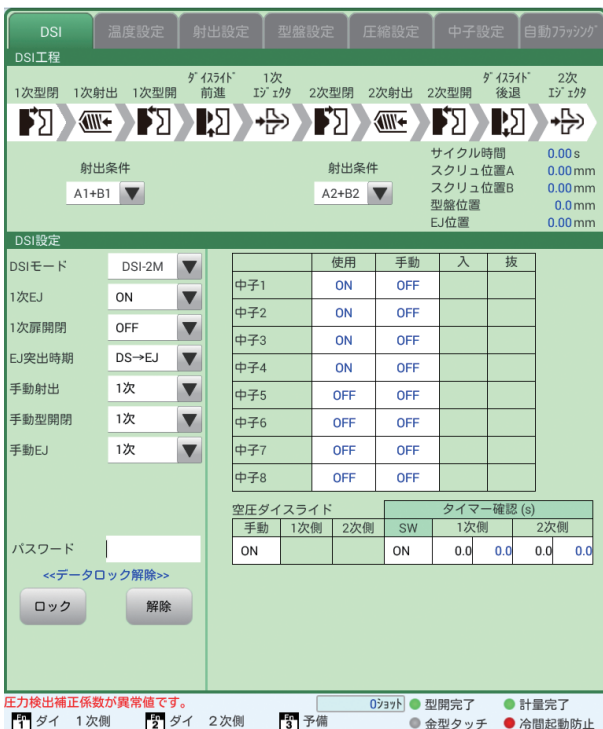 DSI 温度設定 射出設定 型盤設定 圧縮設定 中子設定 自動ﾌﾗｯｼﾝｸﾞ
DSI工程
1次型閉 1次射出 1次型開 ﾀﾞｲｽﾗｲﾄﾞ前進 1次ｴｼﾞｪｸﾀ 2次型閉 2次射出 2次型開 ﾀﾞｲｽﾗｲﾄﾞ後退 2次ｴｼﾞｪｸﾀ
射出条件 射出条件
A1+B1 A2+B2
サイクル時間 0.00s
スクリュ位置A 0.00mm
スクリュ位置B 0.00mm
型盤位置 0.0mm
EJ位置 0.00mm
DSI設定
DSIモード DSI-2M
1次EJ ON
1次扉開閉 OFF
EJ突出時期 DS→EJ
手動射出 1次
手動型開閉 1次
手動EJ 1次
パスワード
<<データロック解除>>
ロック 解除
使用 手動 入 抜
中子1 ON OFF
中子2 ON OFF
中子3 ON OFF
中子4 ON OFF
中子5 OFF OFF
中子6 OFF OFF
中子7 OFF OFF
中子8 OFF OFF
空圧ダイスライド タイマー確認 (s)
手動 1次側 2次側 SW 1次側 2次側
ON ON 0.0 0.0 0.0 0.0
圧力検出補正係数が異常値です。 0ｼｮｯﾄ 型開完了 計量完了
Fn1 ダイ 1次側 Fn2 ダイ 2次側 Fn3 予備 金型タッチ 冷間起動防止